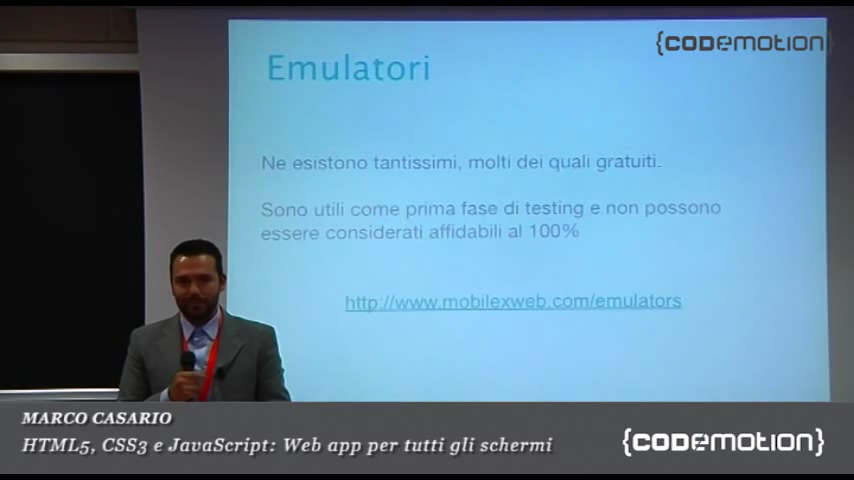 {CODEMOTION}
Emulatori
Ne esistono tantissimi, molti dei quali gratuiti.
Sono utili come prima fase di testing e non possono
essere considerati affidabili al 100%
http://www.mobilexweb.com/emulators
MARCO CASARIO
HTML5, CSS3 e JavaScript: Web app per tutti gli schermi
{CODEMOTION}